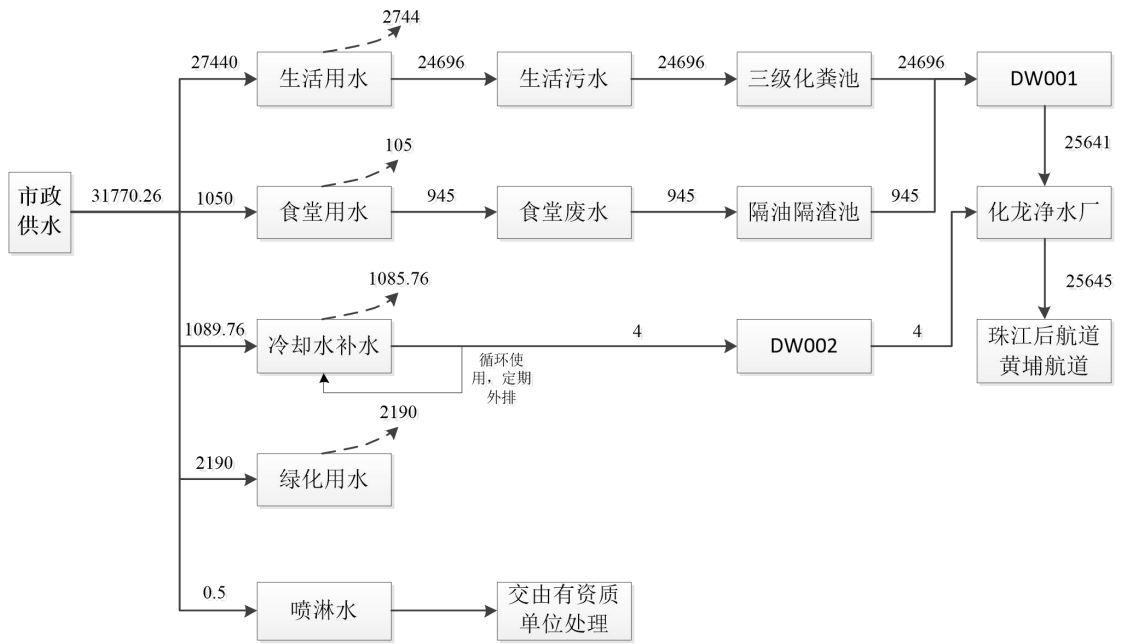 2744
27440
生活用水
24696
生活污水
24696
三级化粪池
24696
DW001
105
25641
市政
供水
31770.26
1050
食堂用水
945
食堂废水
945
隔油隔渣池
945
化龙净水厂
1085.76
25645
1089.76
冷却水补水
循环使
用，定期
外排
4
DW002
4
珠江后航道
黄埔航道
2190
2190
绿化用水
0.5
喷淋水
交由有资质
单位处理